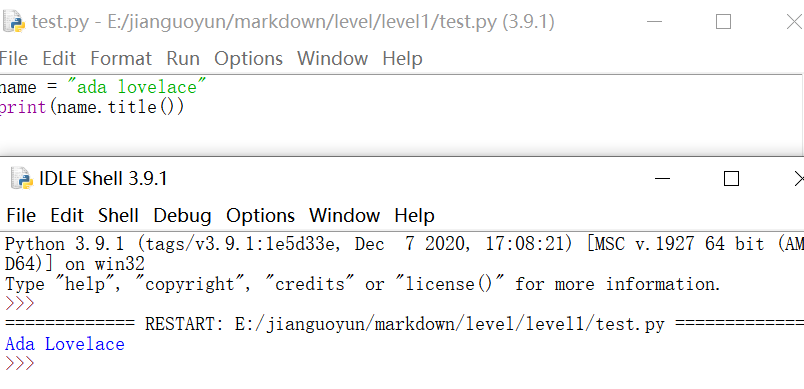 test.py - E:/jianguoyun/markdown/level/level1/test.py (3.9.1)
File Edit Format Run Options Window Help
name = "ada lovelace"
print(name.title())
IDLE Shell 3.9.1
File Edit Shell Debug Options Window Help
Python 3.9.1 (tags/v3.9.1:1e5d33e, Dec  7 2020, 17:08:21) [MSC v.1927 64 bit (AM
D64)] on win32
Type "help", "copyright", "credits" or "license()" for more information.
>>>
============= RESTART: E:/jianguoyun/markdown/level/level1/test.py =============
Ada Lovelace
>>>